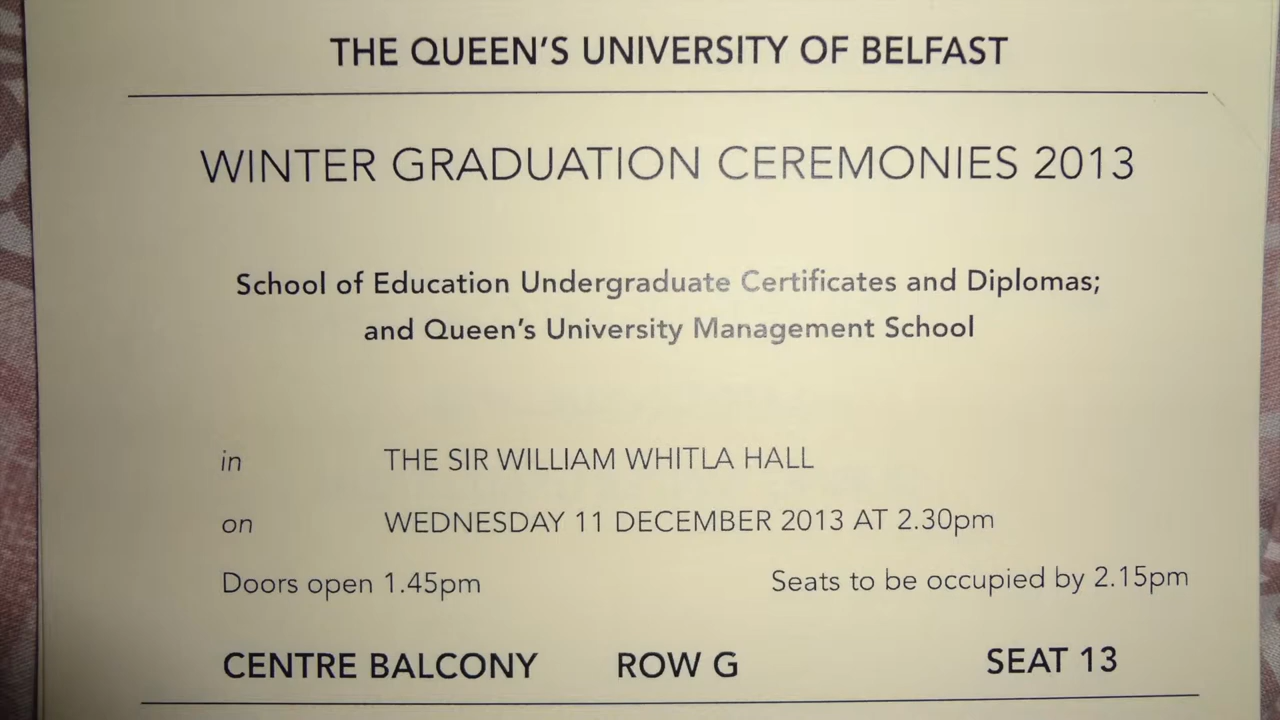 THE QUEEN'S UNIVERSITY OF BELFAST
WINTER GRADUATION CEREMONIES 2013
School of Education Undergraduate Certificates and Diplomas;
and Queen's University Management School
in THE SIR WILLIAM WHITLA HALL
on WEDNESDAY 11 DECEMBER 2013 AT 2.30pm
Doors open 1.45pm Seats to be occupied by 2.15pm
CENTRE BALCONY ROW G SEAT 13